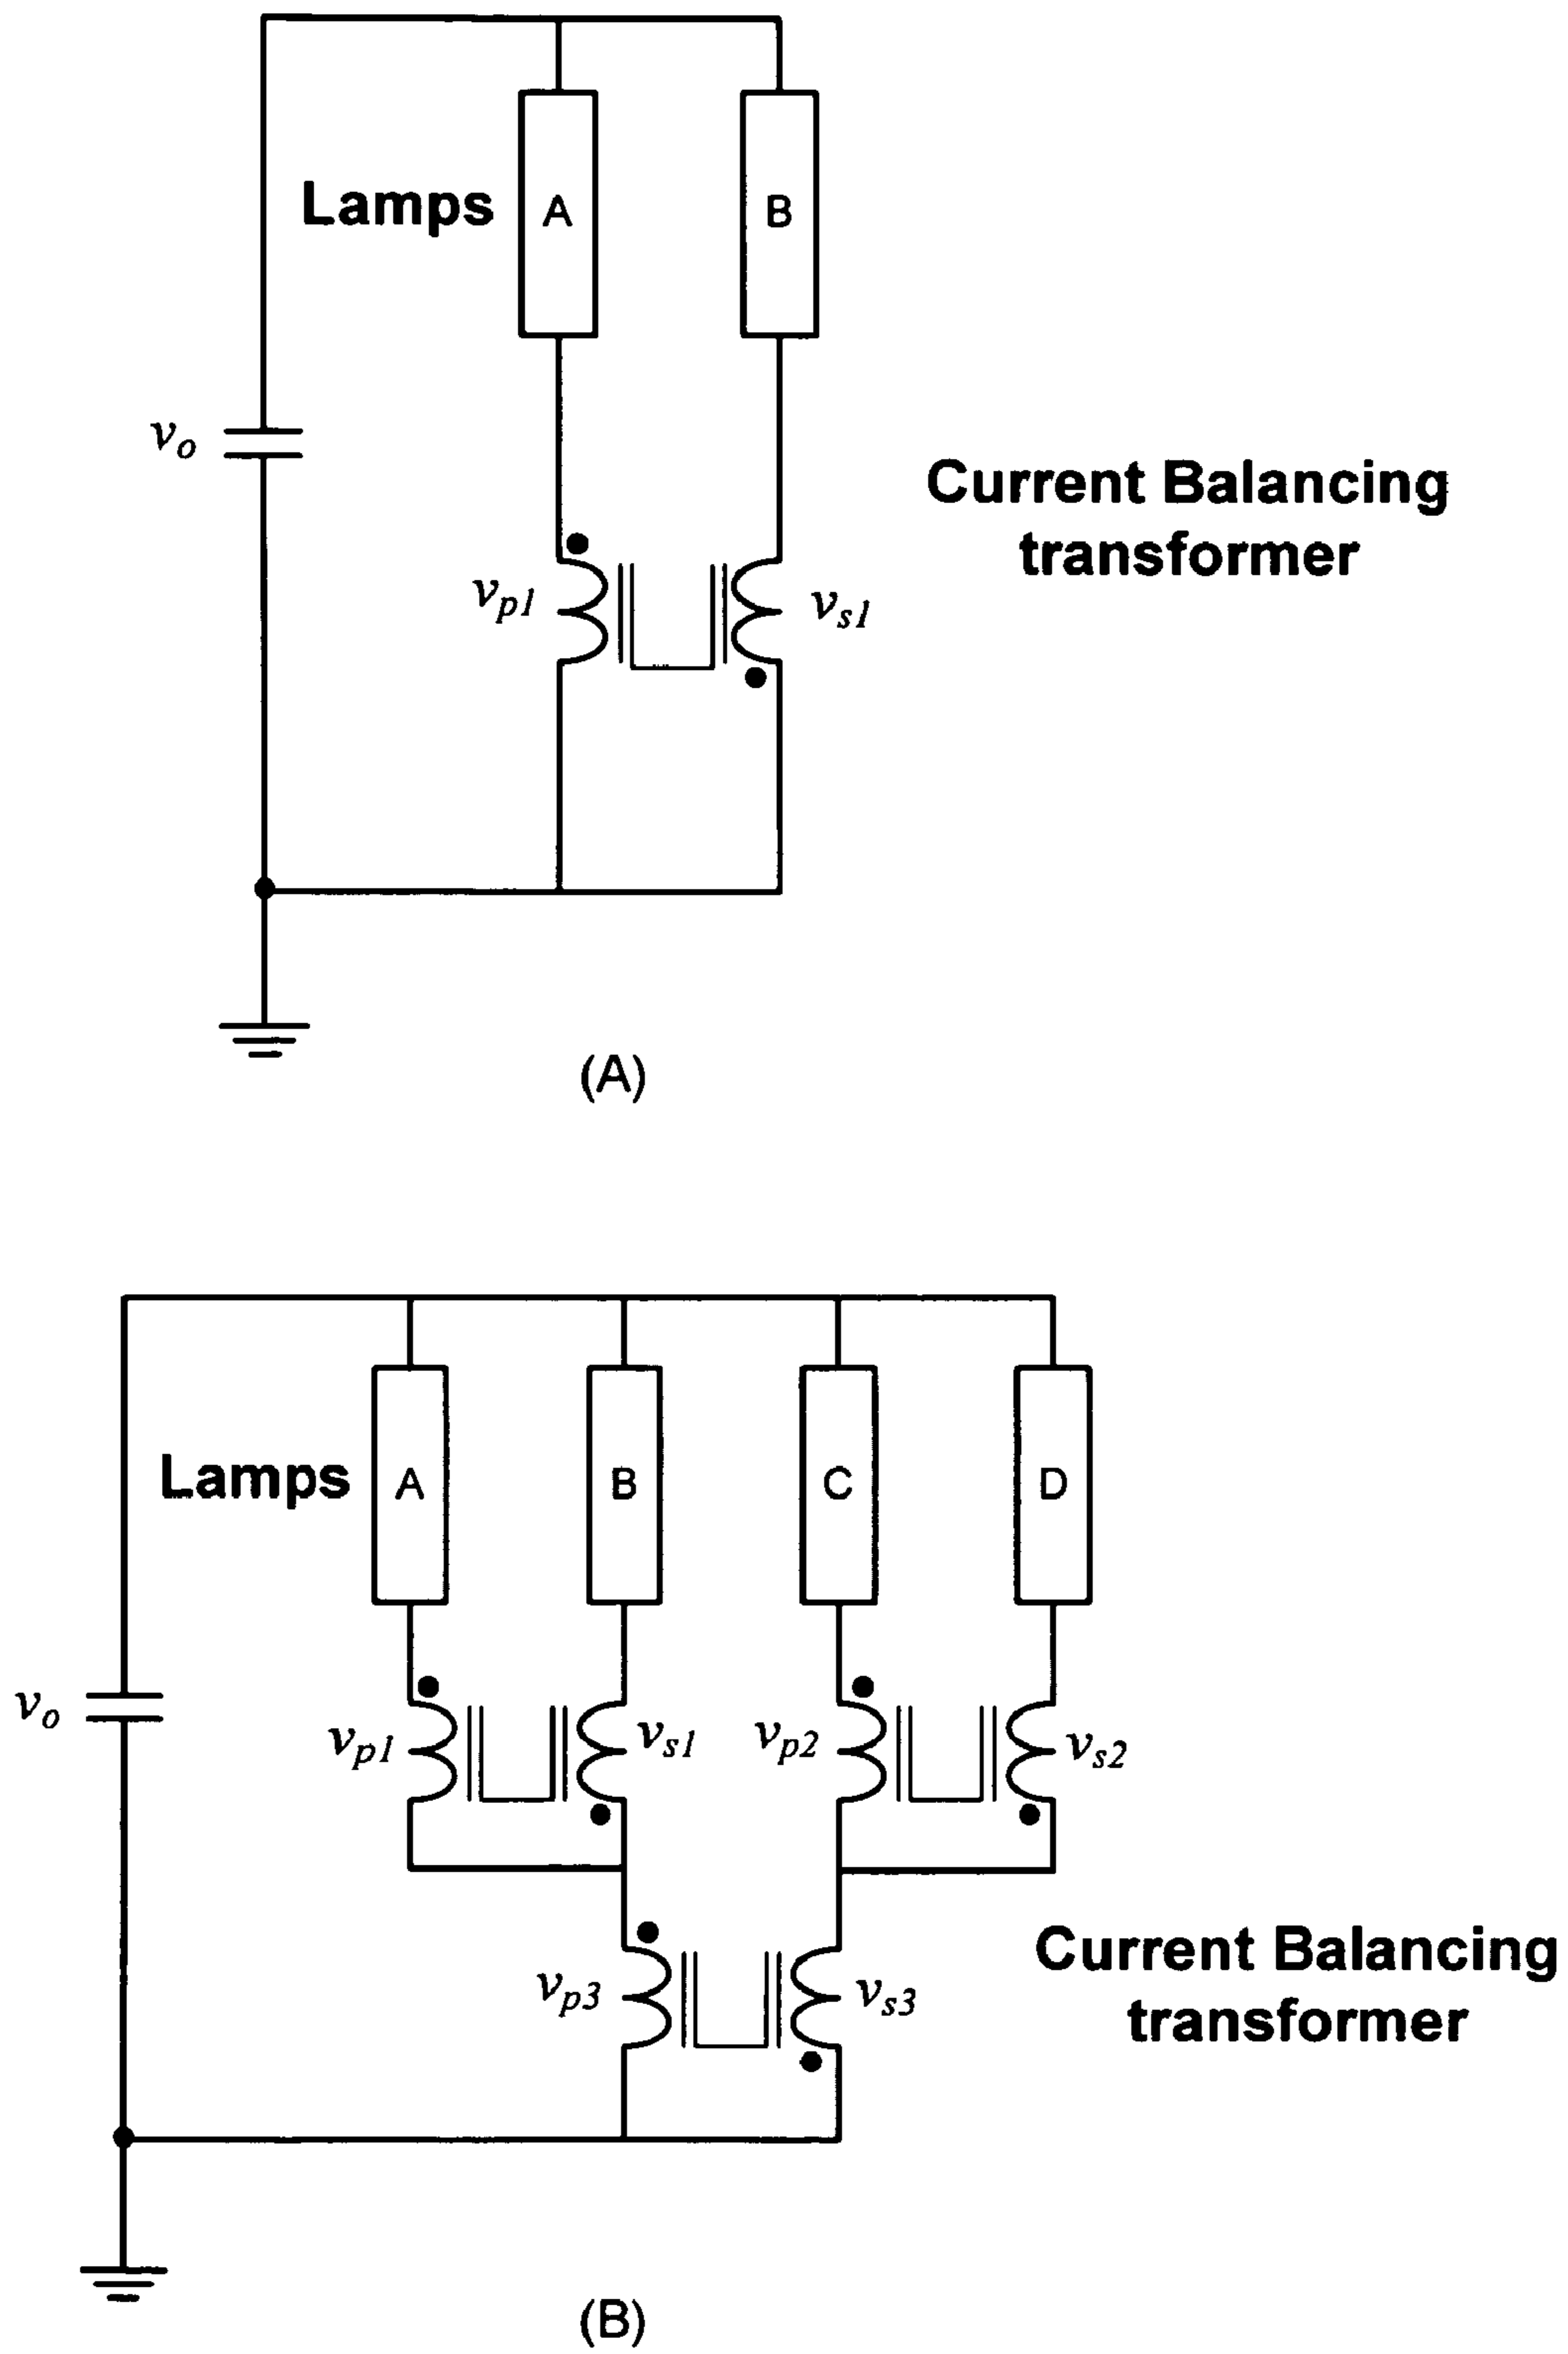 Lamps
A
B
vo
Current Balancing
transformer
vp1
vs1
(A)
Lamps
A
B
C
D
vo
vp1
vs1
vp2
vs2
Current Balancing
transformer
vp3
vs3
(B)